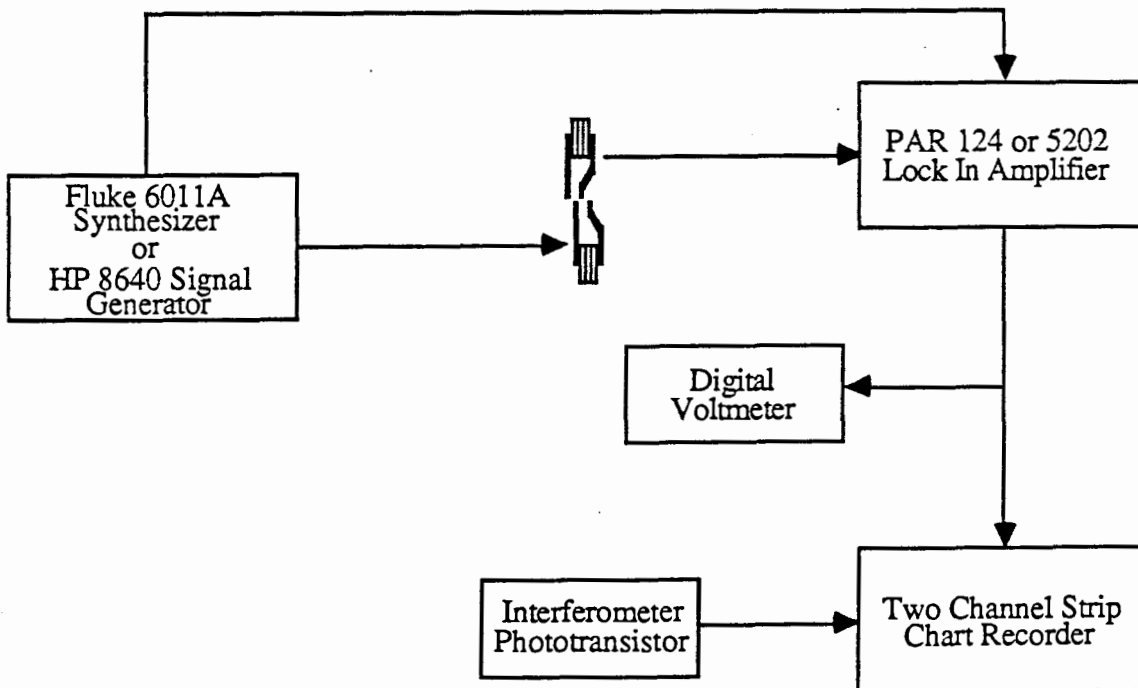 PAR 124 or 5202
Lock In Amplifier
Fluke 6011A
Synthesizer
or
HP 8640 Signal
Generator
Digital
Voltmeter
Interferometer
Phototransistor
Two Channel Strip
Chart Recorder